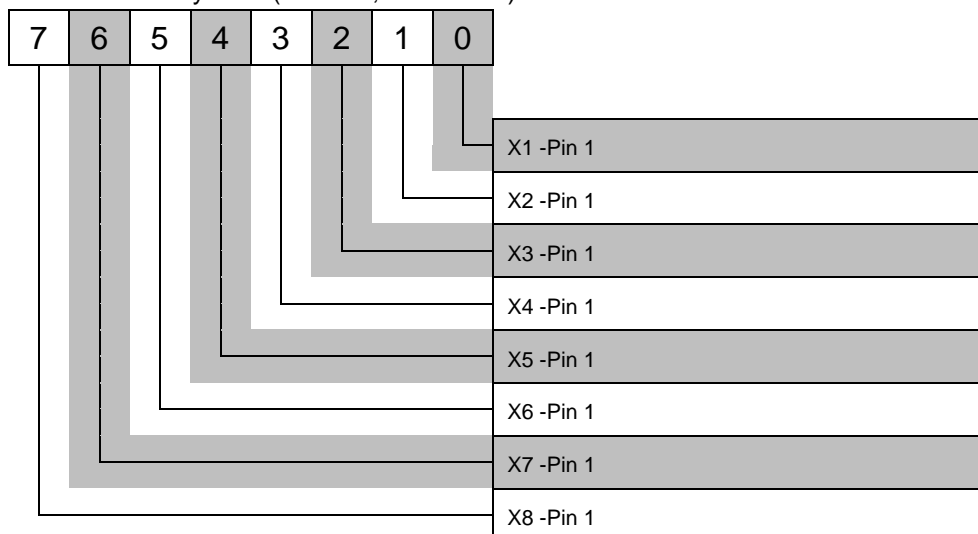 7 6 5 4 3 2 1 0
X1 -Pin 1
X2 -Pin 1
X3 -Pin 1
X4 -Pin 1
X5 -Pin 1
X6 -Pin 1
X7 -Pin 1
X8 -Pin 1